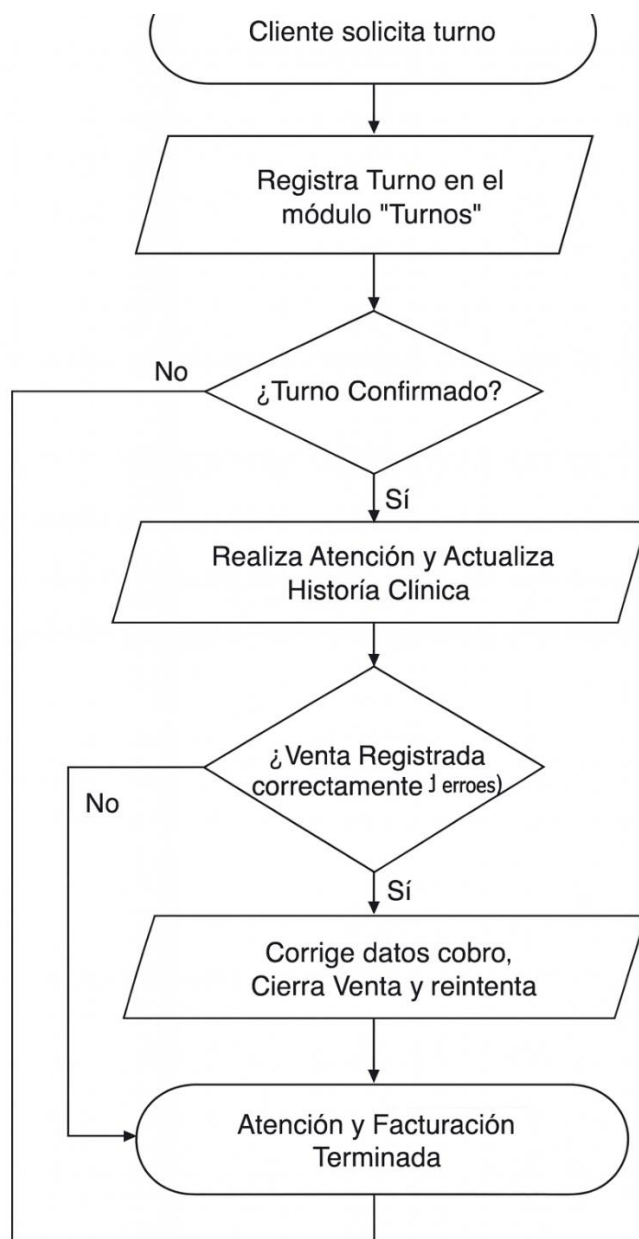 Cliente solicita turno
Registra Turno en el
módulo "Turnos"
No
¿Turno Confirmado?
Sí
Realiza Atención y Actualiza
Historía Clínica
¿Venta Registrada
correctamente erroes)
No
Sí
Corrige datos cobro,
Cierra Venta y reintenta
Atención y Facturación
Terminada